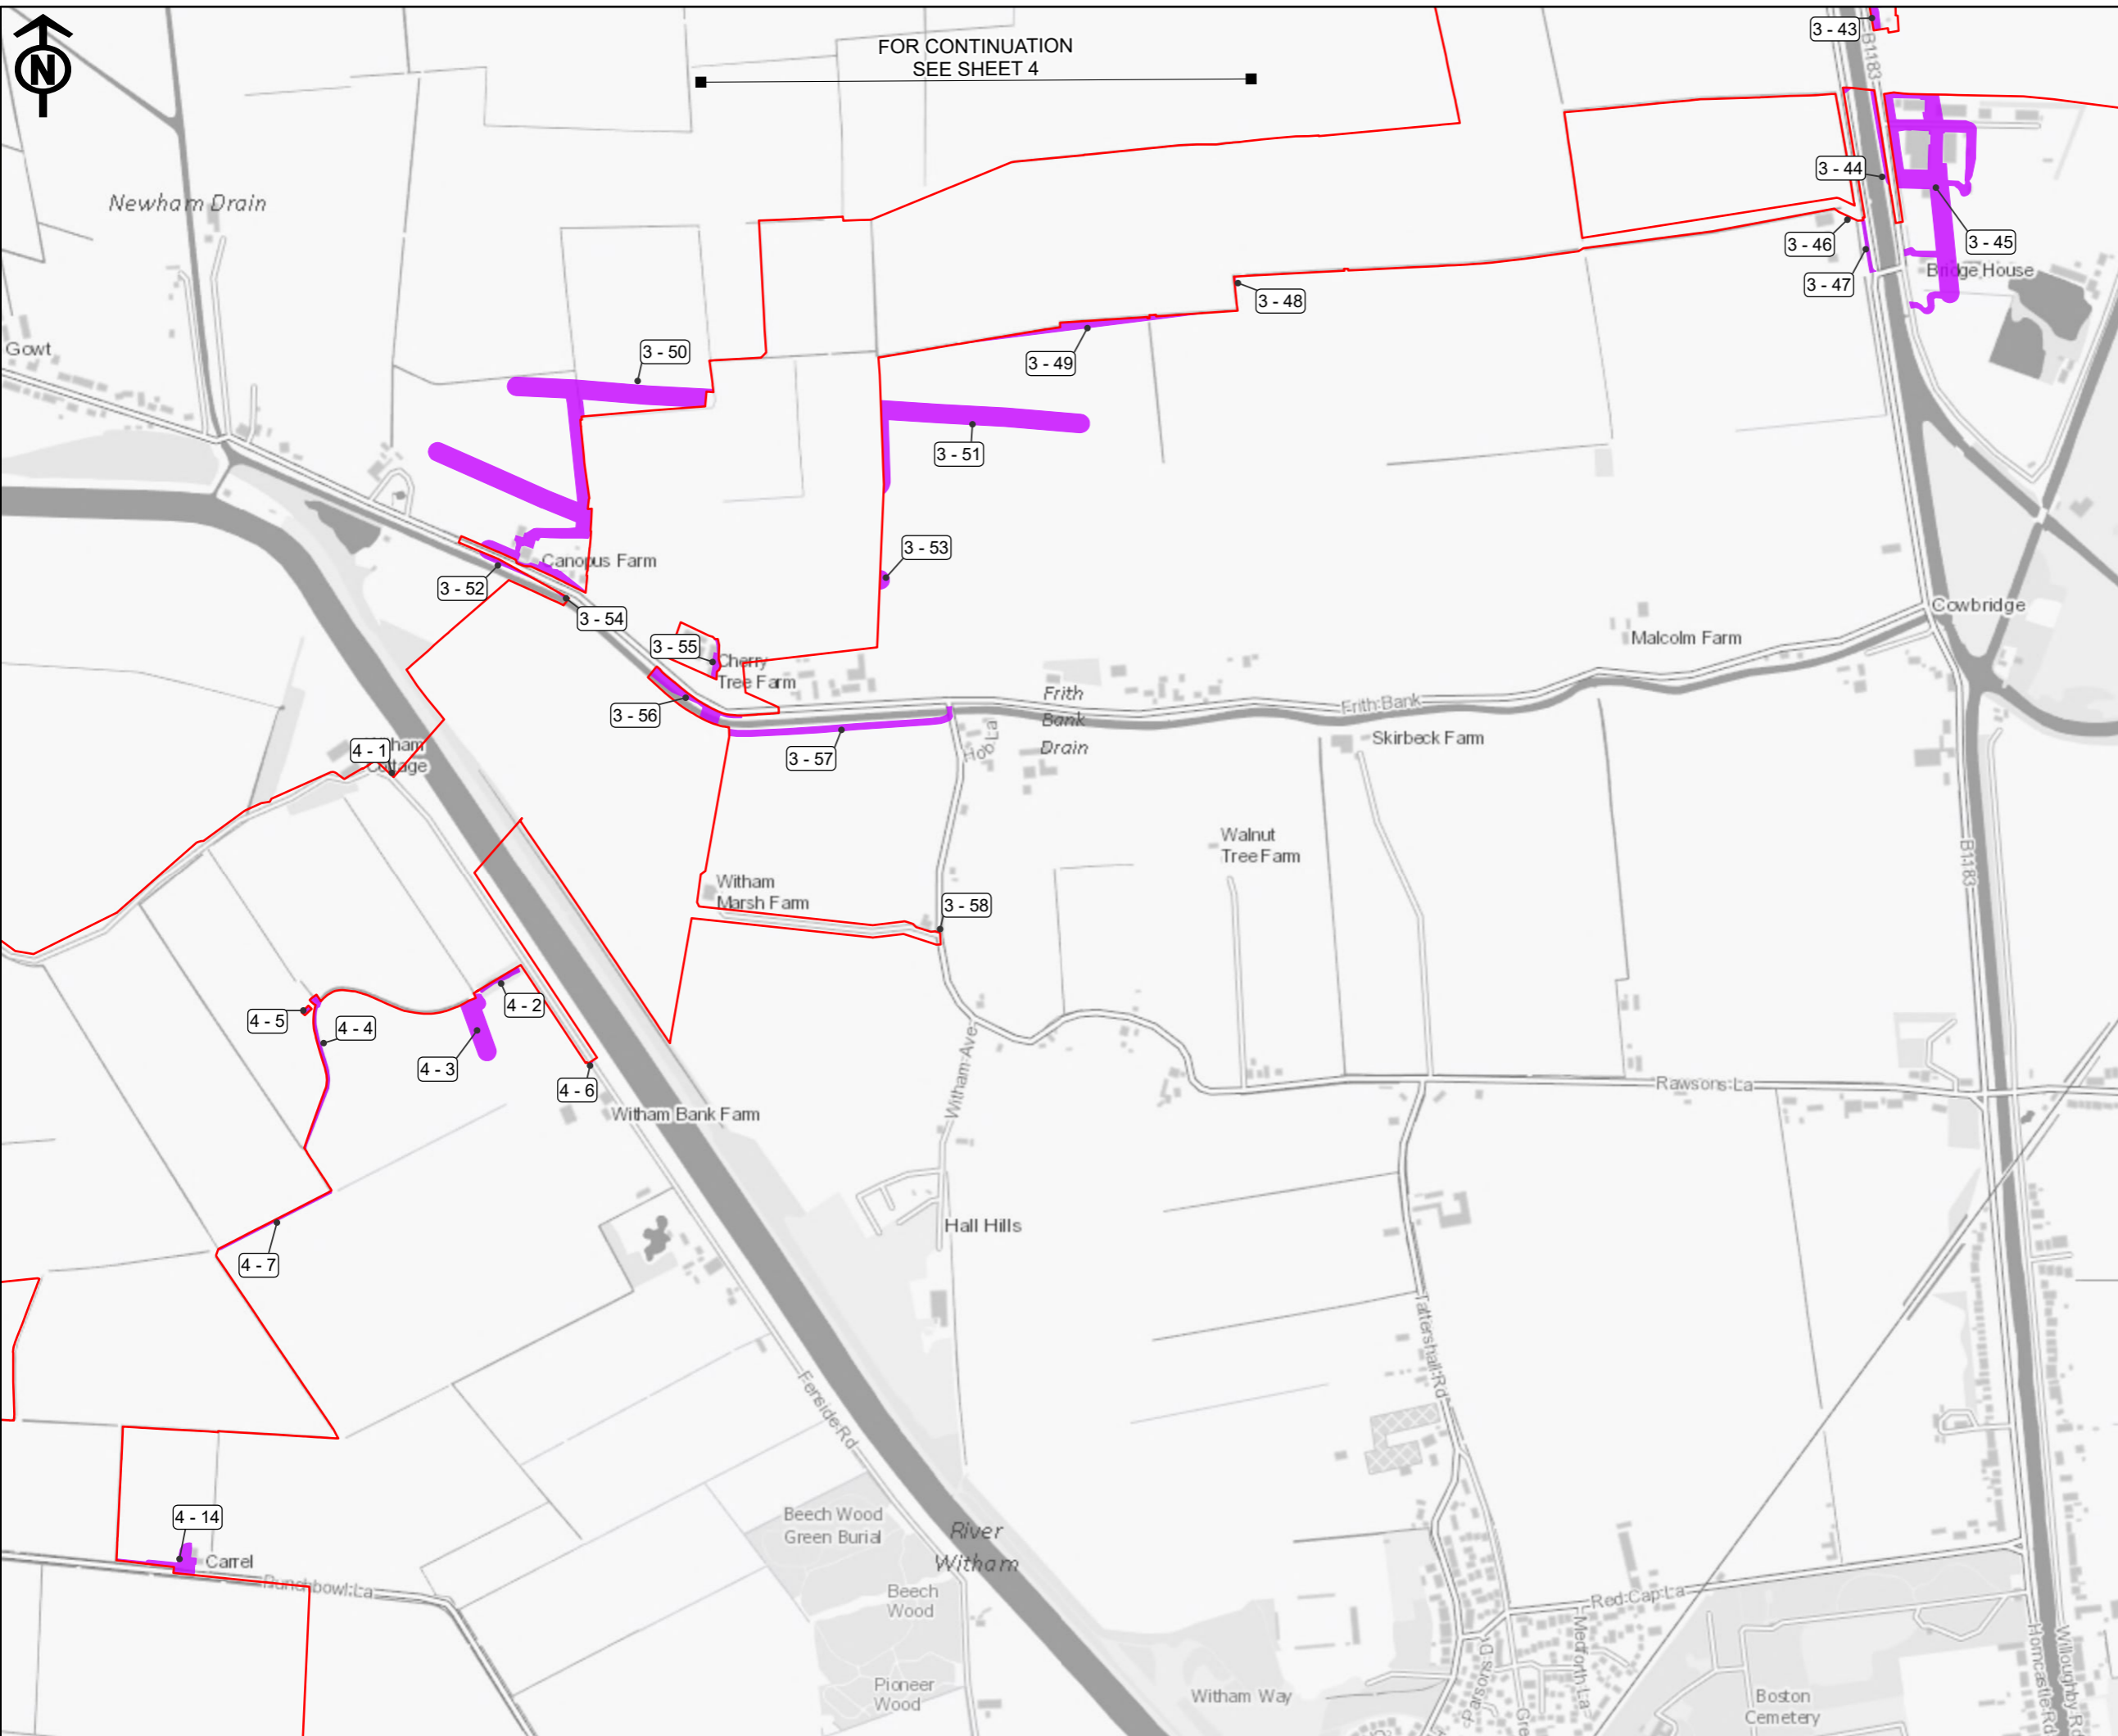 N
FOR CONTINUATION
SEE SHEET 4
3 - 43
B1183
Newham Drain
3 - 44
3 - 45
3 - 46
3 - 47
Bridge House
3 - 48
Gowt
3 - 50
3 - 49
3 - 51
3 - 53
Canopus Farm
3 - 52
3 - 54
Cowbridge
3 - 55
Malcolm Farm
Cherry
Tree Farm
Frith
Bank
Drain
Frith Bank
3 - 56
3 - 57
Hob La
Skirbeck Farm
4 - 1
Cottage
Walnut
Tree Farm
B1183
Witham
Marsh Farm
3 - 58
4 - 2
4 - 5
4 - 4
4 - 3
4 - 6
Witham Ave
Rawsons La
Witham Bank Farm
Hall Hills
4 - 7
Tattershall Rd
Fenside Rd
4 - 14
Carrel
Punchbowl La
Beech Wood
Green Burial
River
Witham
Beech
Wood
Red Cap La
Medforth La
Parsons D
Gre
Pioneer
Wood
Witham Way
Boston
Cemetery
Horncastle Rd
Willoughby R